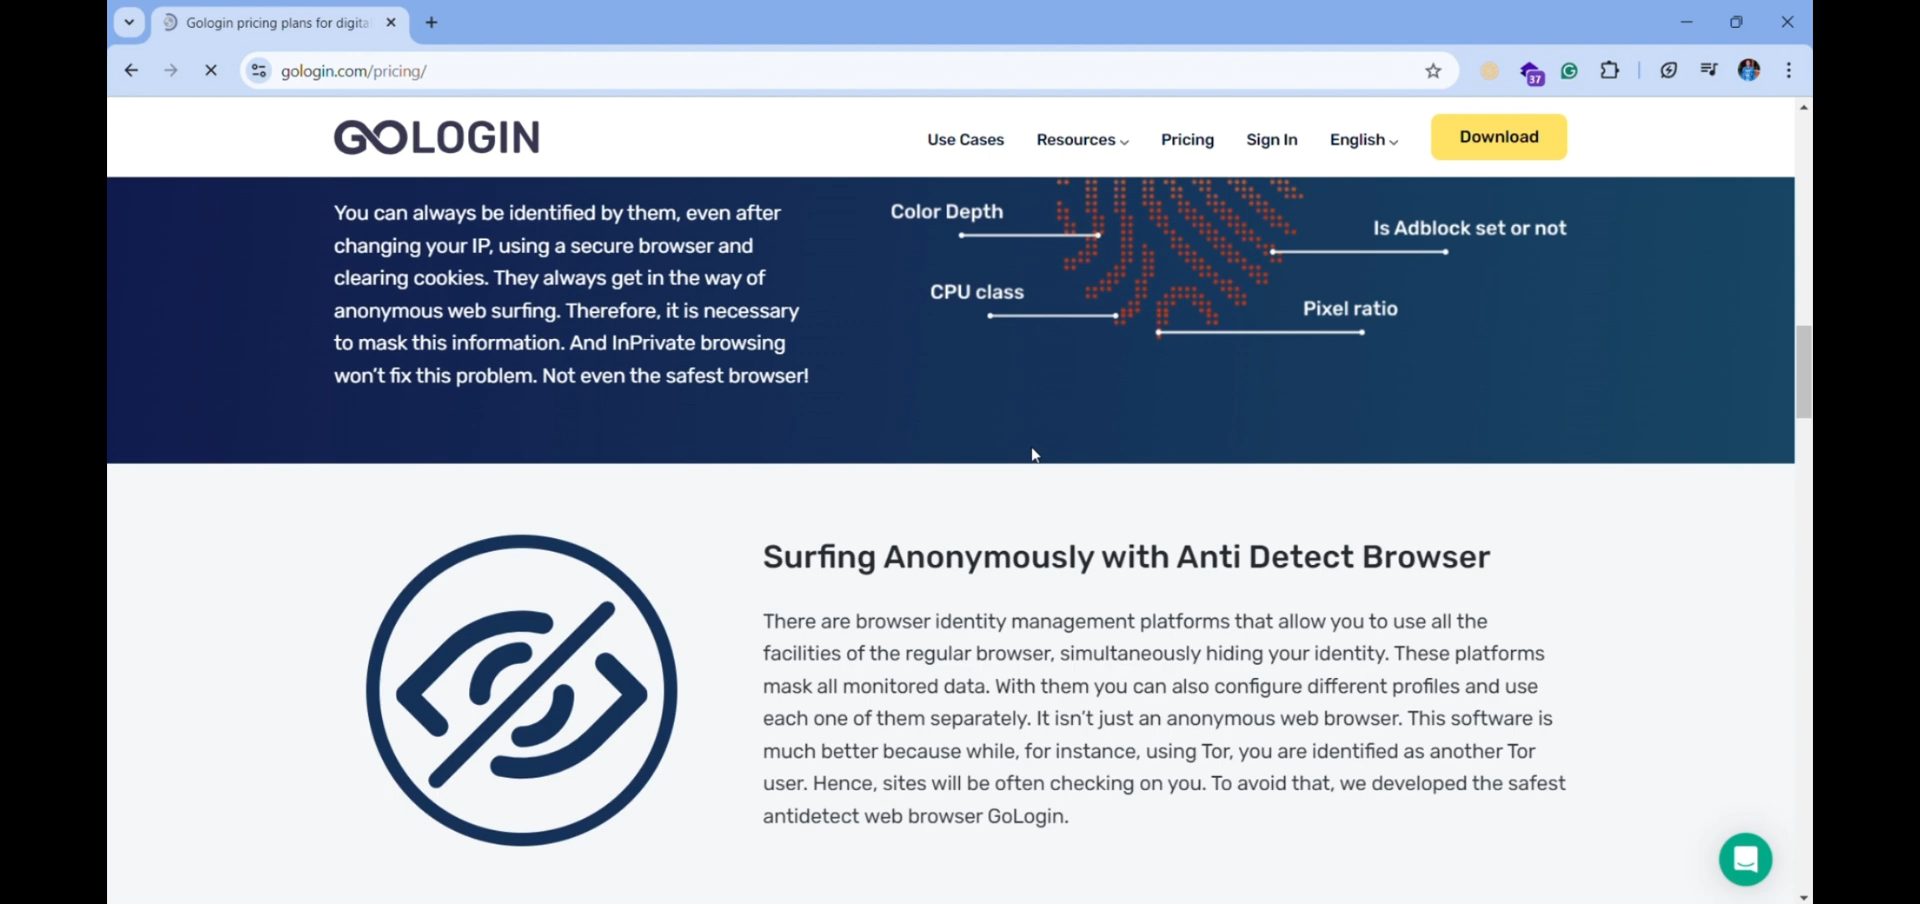 Gologin pricing plans for digita
gologin.com/pricing/
37
GOLOGIN
Use Cases
Resources
Pricing
Sign In
English
Download
You can always be identified by them, even after
changing your IP, using a secure browser and
clearing cookies. They always get in the way of
anonymous web surfing. Therefore, it is necessary
to mask this information. And InPrivate browsing
won't fix this problem. Not even the safest browser!
Color Depth
Is Adblock set or not
CPU class
Pixel ratio
Surfing Anonymously with Anti Detect Browser
There are browser identity management platforms that allow you to use all the
facilities of the regular browser, simultaneously hiding your identity. These platforms
mask all monitored data. With them you can also configure different profiles and use
each one of them separately. It isn't just an anonymous web browser. This software is
much better because while, for instance, using Tor, you are identified as another Tor
user. Hence, sites will be often checking on you. To avoid that, we developed the safest
antidetect web browser GoLogin.